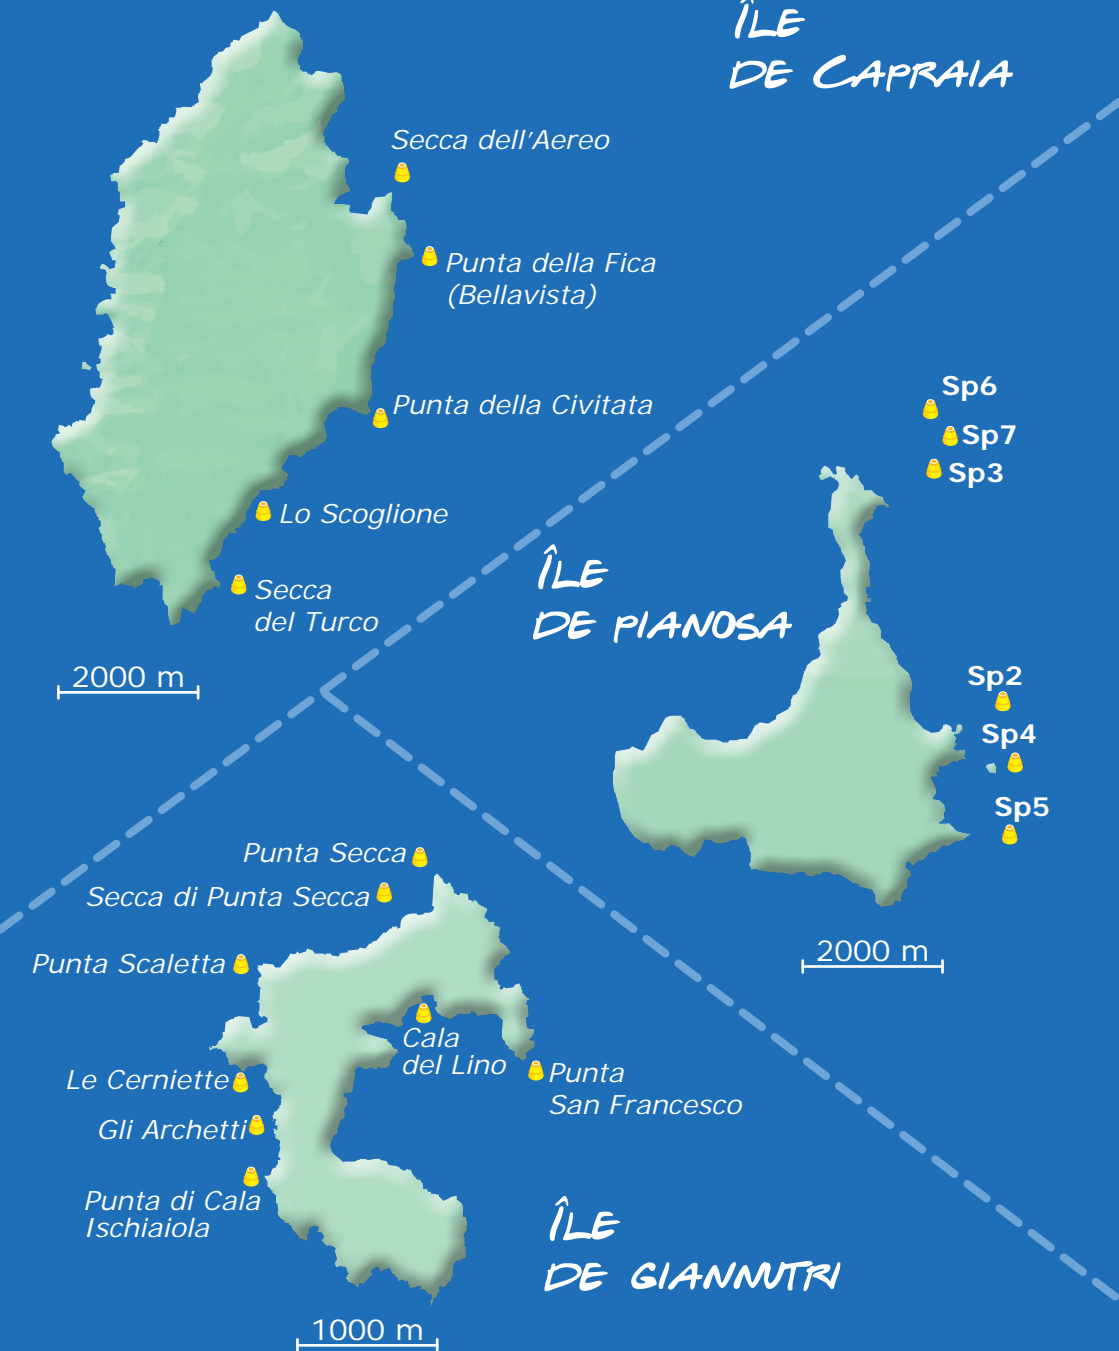 ÎLE
DE CAPRAIA
Secca dell'Aereo
Punta della Fica
(Bellavista)
Punta della Civitata
Lo Scoglione
Secca
del Turco
2000 m
Sp6
Sp7
Sp3
ÎLE
DE PIANOSA
Sp2
Sp4
Sp5
2000 m
Punta Secca
Secca di Punta Secca
Punta Scaletta
Cala
del Lino
Punta
San Francesco
Le Cerniette
Gli Archetti
Punta di Cala
Ischiaiola
ÎLE
DE GIANNUTRI
1000 m